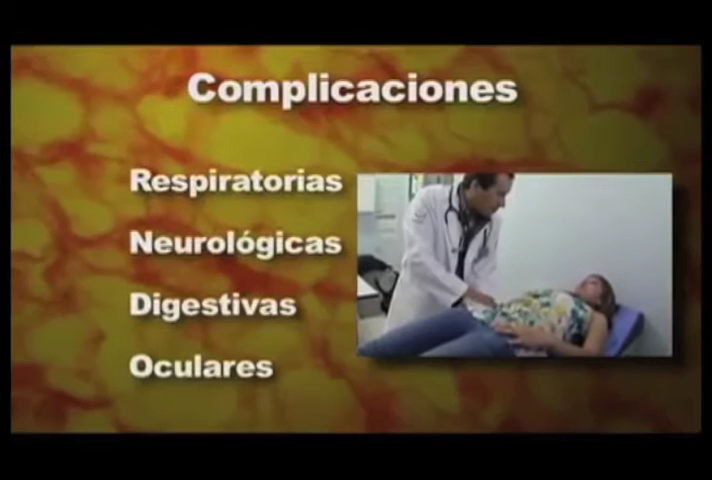 Complicaciones
Respiratorias
Neurológicas
Digestivas
Oculares